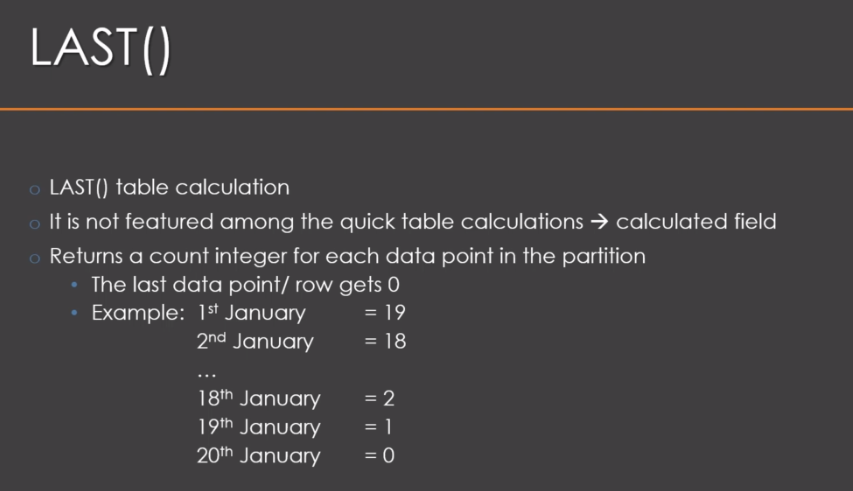 LAST()
LAST() table calculation
It is not featured among the quick table calculations → calculated field
Returns a count integer for each data point in the partition
The last data point/ row gets 0
Example: 1st January = 19
2nd January = 18
...
18th January = 2
19th January = 1
20th January = 0